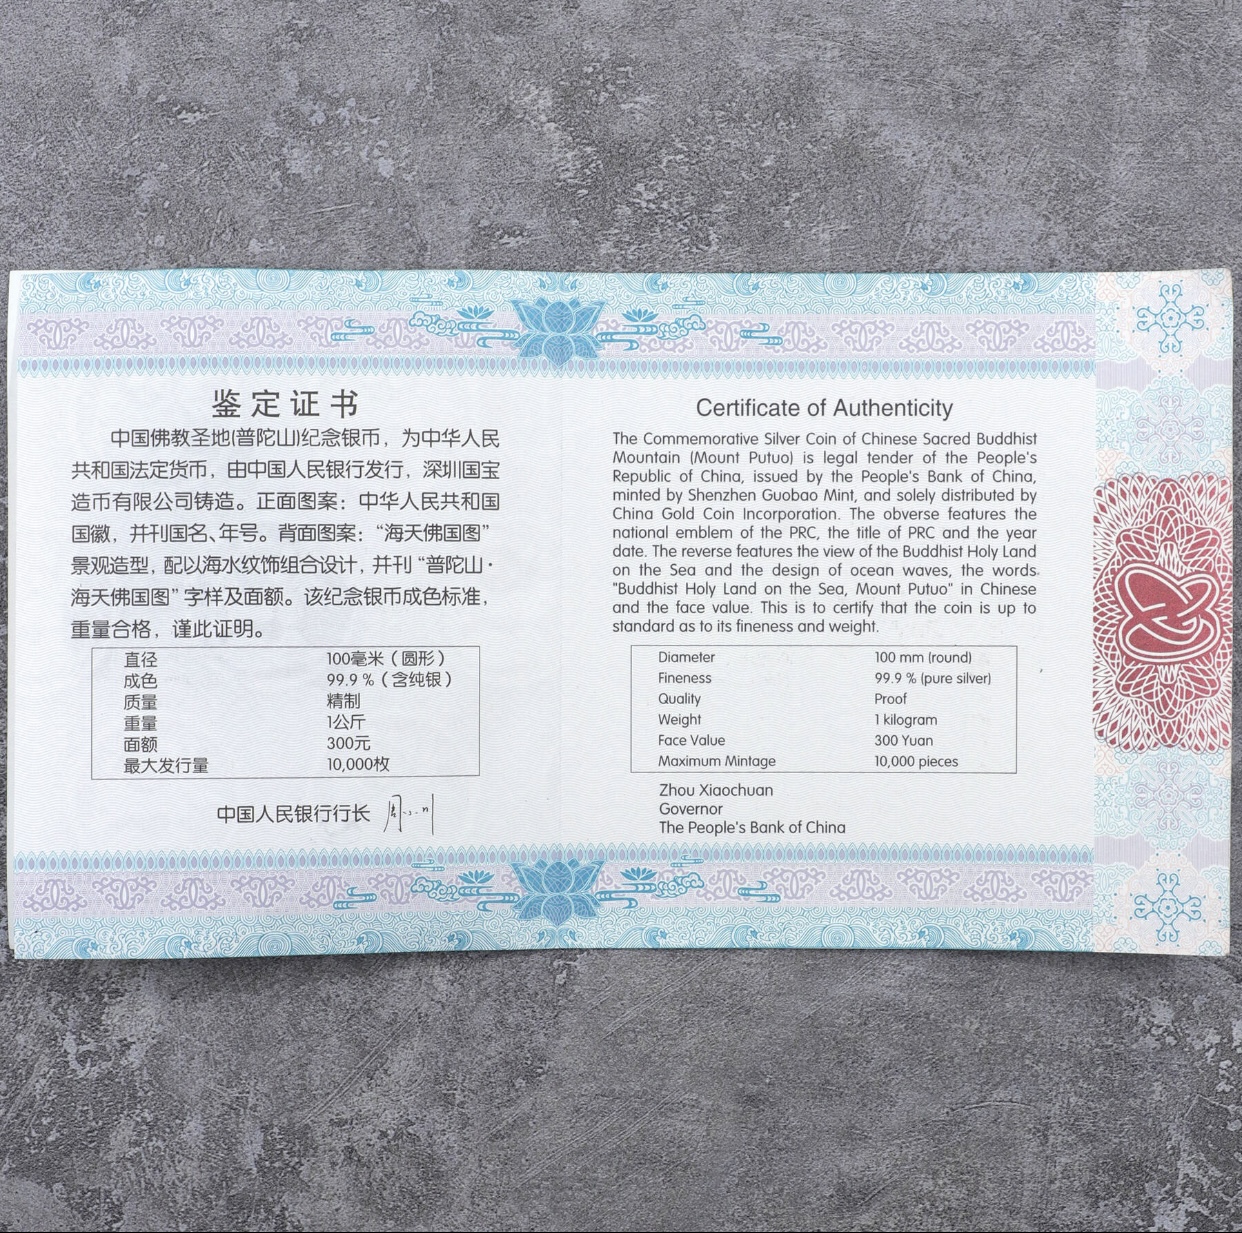 鉴定证书
中国佛教圣地(普陀山)纪念银币，为中华人民
共和国法定货币，由中国人民银行发行，深圳国宝
造币有限公司铸造。正面图案：中华人民共和国
国徽，并刊国名、年号。背面图案：“海天佛国图”
景观造型，配以海水纹饰组合设计，并刊“普陀山·
海天佛国图”字样及面额。该纪念银币成色标准，
重量合格，谨此证明。
直径 100毫米（圆形）
成色 99.9％（含纯银）
质量 精制
重量 1公斤
面额 300元
最大发行量 10,000枚
中国人民银行行长
Certificate of Authenticity
The Commemorative Silver Coin of Chinese Sacred Buddhist
Mountain (Mount Putuo) is legal tender of the People's
Republic of China, issued by the People's Bank of China,
minted by Shenzhen Guobao Mint, and solely distributed by
China Gold Coin Incorporation. The obverse features the
national emblem of the PRC, the title of PRC and the year
date. The reverse features the view of the Buddhist Holy Land
on the Sea and the design of ocean waves, the words
"Buddhist Holy Land on the Sea, Mount Putuo" in Chinese
and the face value. This is to certify that the coin is up to
standard as to its fineness and weight.
Diameter 100 mm (round)
Fineness 99.9 % (pure silver)
Quality Proof
Weight 1 kilogram
Face Value 300 Yuan
Maximum Mintage 10,000 pieces
Zhou Xiaochuan
Governor
The People's Bank of China